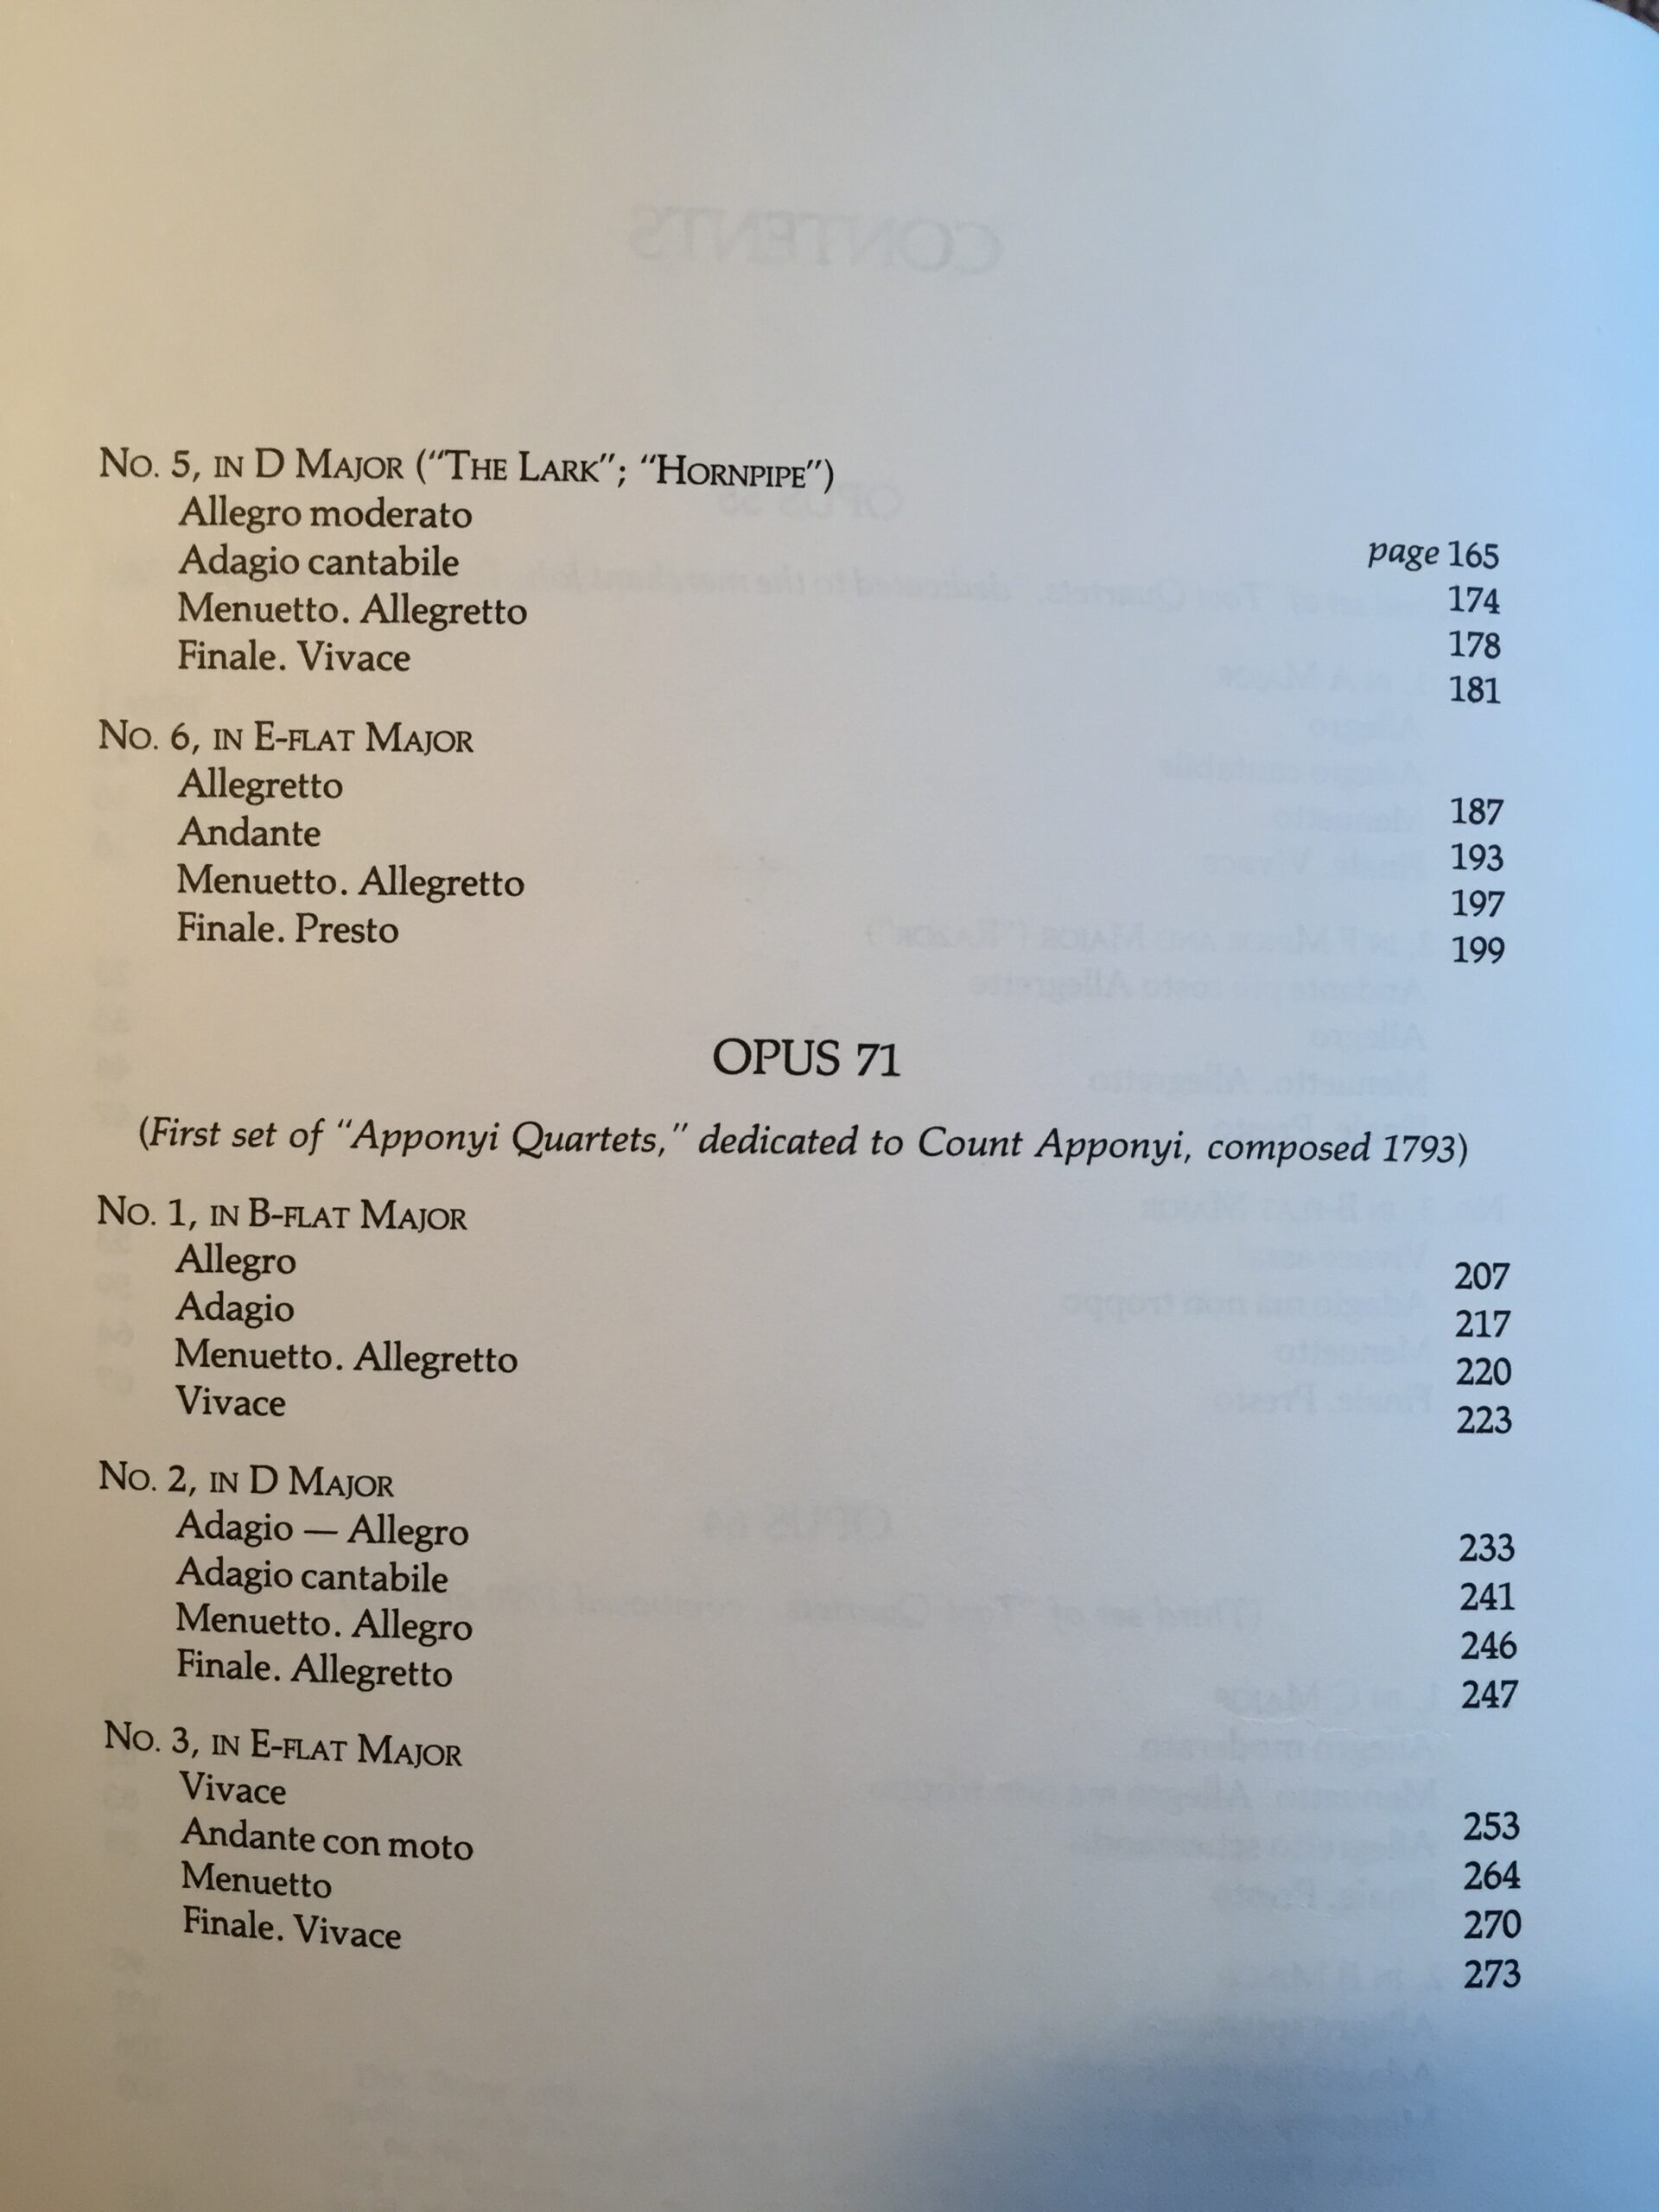 CONTENTS
No. 5, in D Major ("The Lark"; "Hornpipe")
Allegro moderato page 165
Adagio cantabile 174
Menuetto. Allegretto 178
Finale. Vivace 181
No. 6, in E-flat Major
Allegretto 187
Andante 193
Menuetto. Allegretto 197
Finale. Presto 199
OPUS 71
(First set of "Apponyi Quartets," dedicated to Count Apponyi, composed 1793)
No. 1, in B-flat Major
Allegro 207
Adagio 217
Menuetto. Allegretto 220
Vivace 223
No. 2, in D Major
Adagio — Allegro 233
Adagio cantabile 241
Menuetto. Allegro 246
Finale. Allegretto 247
No. 3, in E-flat Major
Vivace 253
Andante con moto 264
Menuetto 270
Finale. Vivace 273